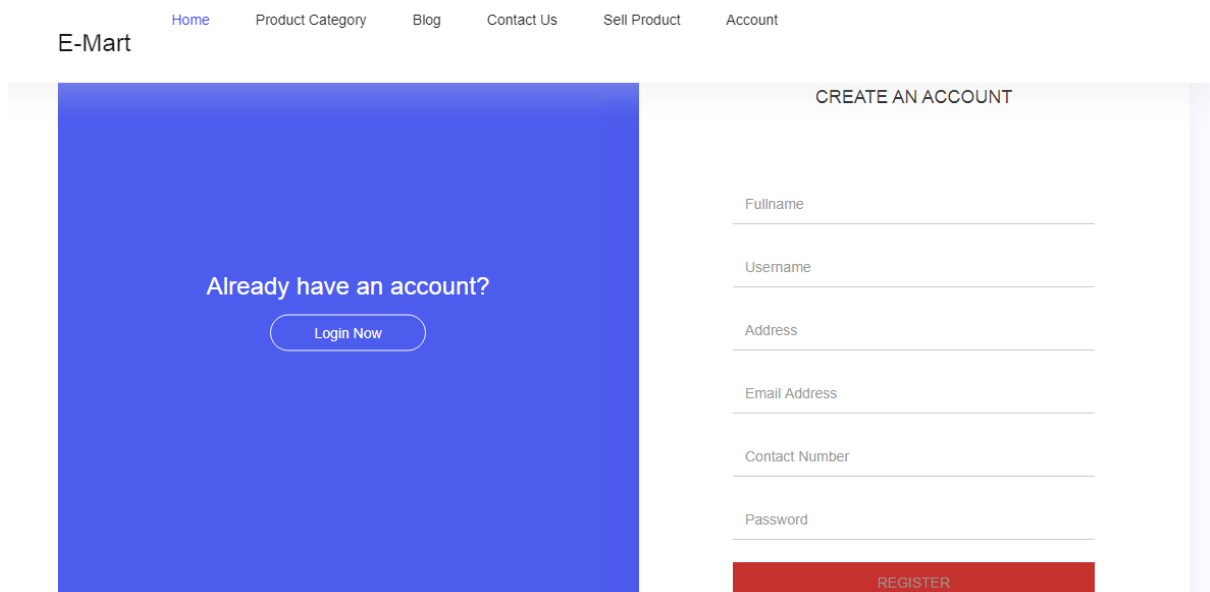 Home Product Category Blog Contact Us Sell Product Account
E-Mart
CREATE AN ACCOUNT
Already have an account?
Login Now
Fullname
Username
Address
Email Address
Contact Number
Password
REGISTER